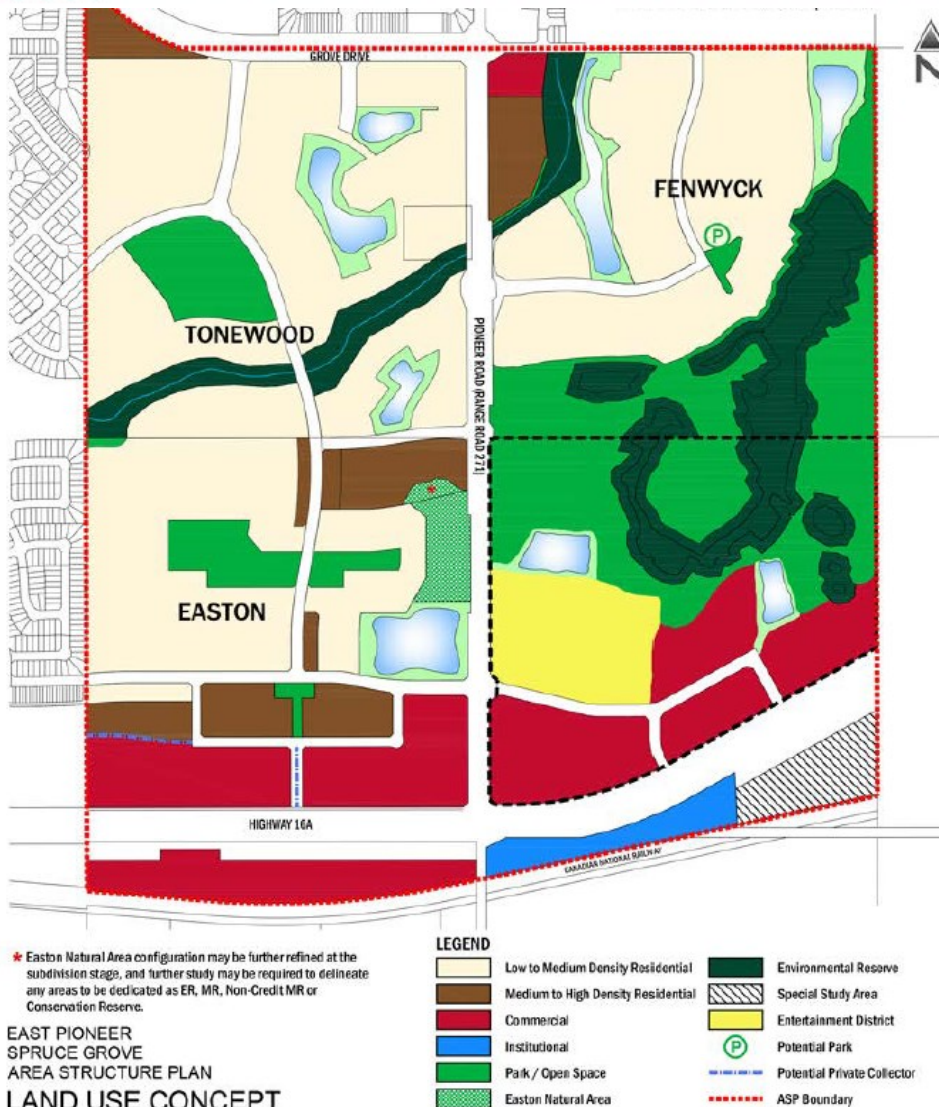 GROVE DRIVE
N
FENWYCK
P
TONEWOOD
PIONEER ROAD (RANGE ROAD 271)
*
EASTON
HIGHWAY 16A
CANADIAN NATIONAL RAILWAY
* Easton Natural Area configuration may be further refined at the
subdivision stage, and further study may be required to delineate
any areas to be dedicated as ER, MR, Non-Credit MR or
Conservation Reserve.
EAST PIONEER
SPRUCE GROVE
AREA STRUCTURE PLAN
LAND USE CONCEPT
LEGEND
Low to Medium Density Residential
Medium to High Density Residential
Commercial
Institutional
Park / Open Space
Easton Natural Area
Environmental Reserve
Special Study Area
Entertainment District
P Potential Park
Potential Private Collector
ASP Boundary